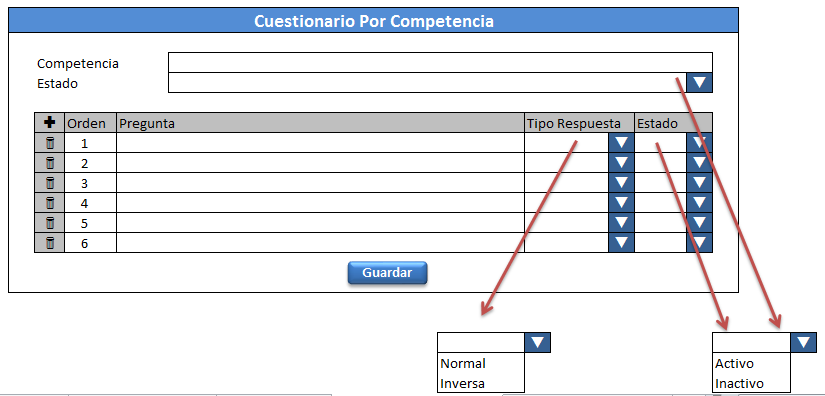 Cuestionario Por Competencia
Competencia
Estado
Orden Pregunta Tipo Respuesta Estado
1
2
3
4
5
6
Guardar
Normal
Inversa
Activo
Inactivo